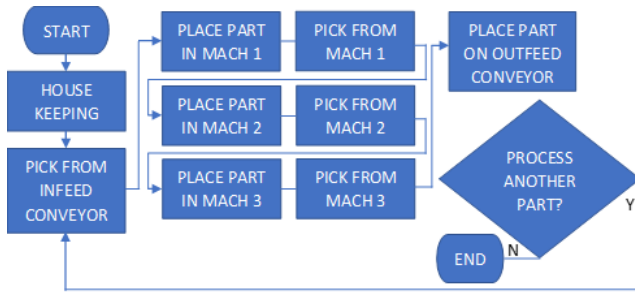 START
HOUSE
KEEPING
PICK FROM
INFEED
CONVEYOR
PLACE PART
IN MACH 1
PICK FROM
MACH 1
PLACE PART
IN MACH 2
PICK FROM
MACH 2
PLACE PART
IN MACH 3
PICK FROM
MACH 3
PLACE PART
ON OUTFEED
CONVEYOR
PROCESS
ANOTHER
PART?
Y
N
END